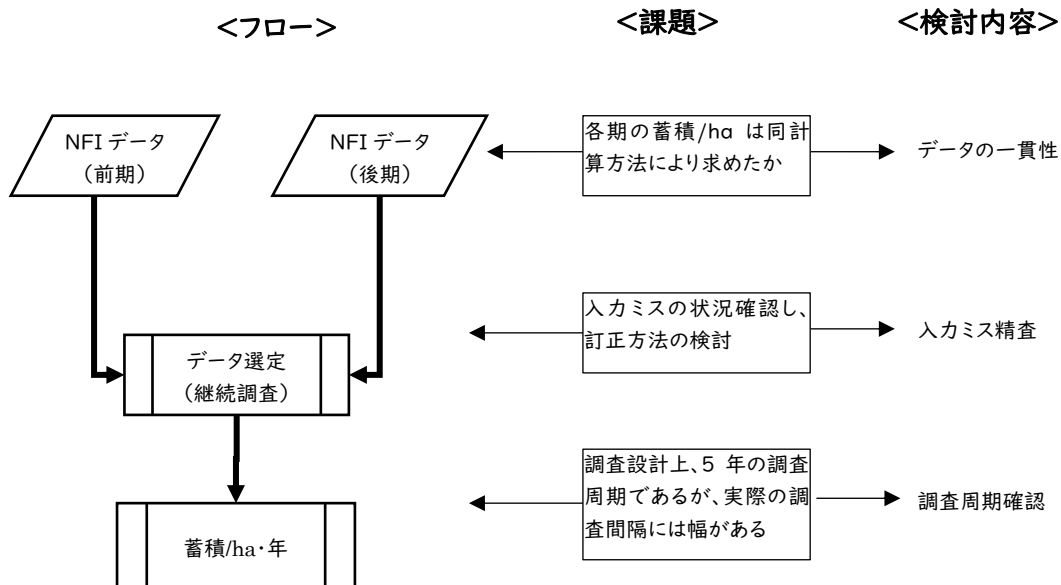 <フロー>
<課題>
<検討内容>
NFI データ
(前期)
NFI データ
(後期)
各期の蓄積/ha は同計
算方法により求めたか
データの一貫性
データ選定
(継続調査)
入力ミスの状況確認し、
訂正方法の検討
入力ミス精査
蓄積/ha・年
調査設計上、5 年の調査
周期であるが、実際の調
査間隔には幅がある
調査周期確認